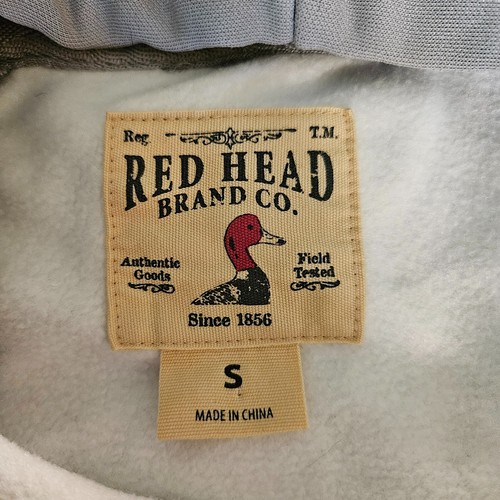 Reg. T.M.
RED HEAD
BRAND CO.
Authentic Goods
Field Tested
Since 1856
S
MADE IN CHINA